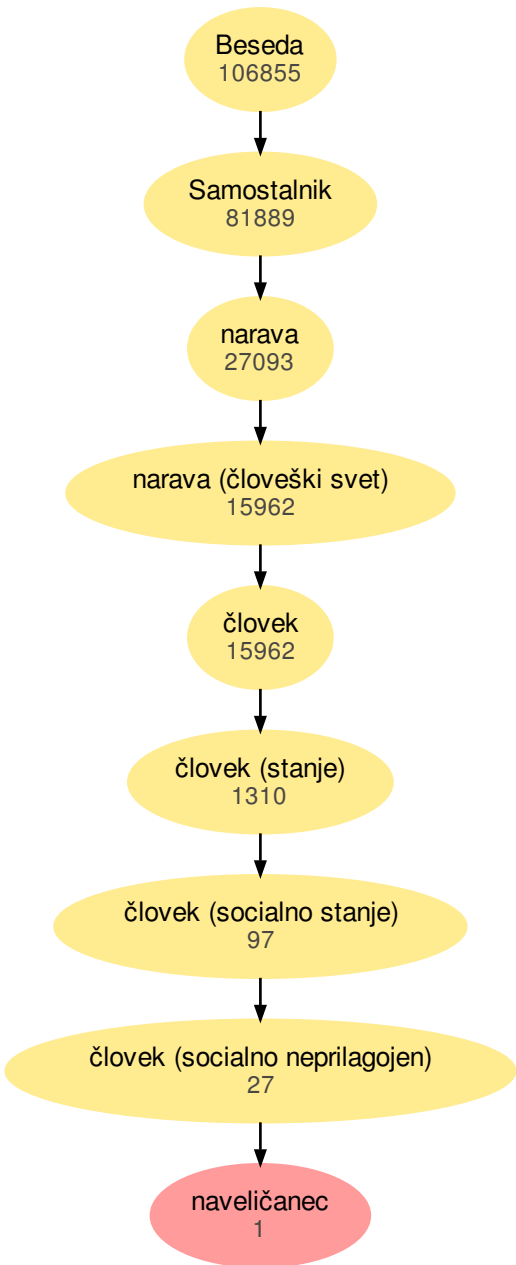 Beseda
106855
Samostalnik
81889
narava
27093
narava (človeški svet)
15962
človek
15962
človek (stanje)
1310
človek (socialno stanje)
97
človek (socialno neprilagojen)
27
naveličanec
1